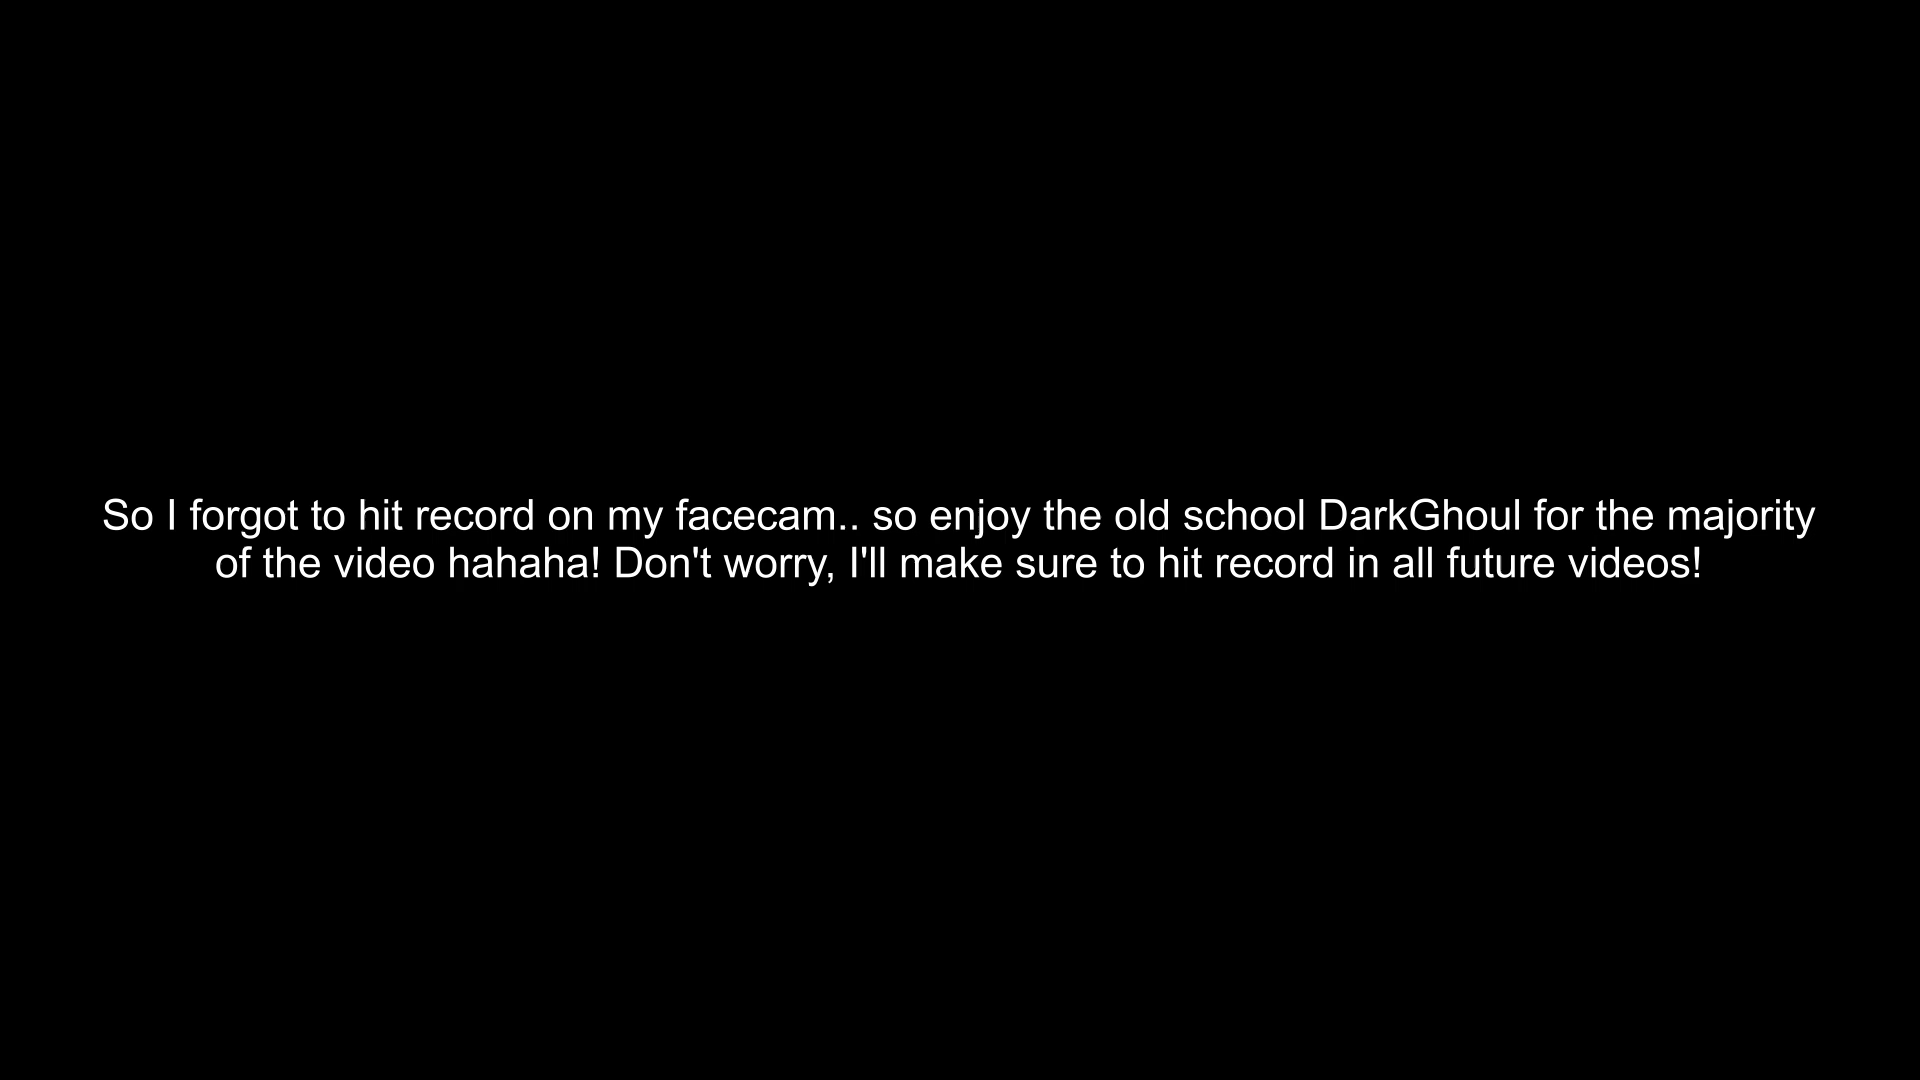 So I forgot to hit record on my facecam.. so enjoy the old school DarkGhoul for the majority
of the video hahaha! Don't worry, I'll make sure to hit record in all future videos!